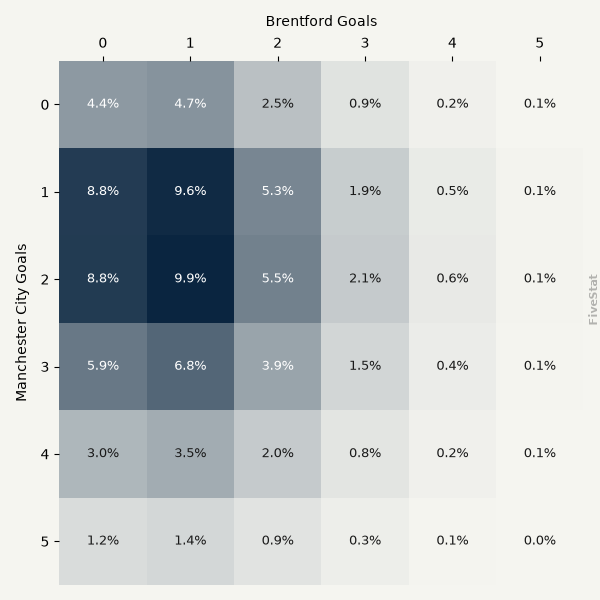 Brentford Goals
0 1 2 3 4 5
Manchester City Goals
0 4.4% 4.7% 2.5% 0.9% 0.2% 0.1%
1 8.8% 9.6% 5.3% 1.9% 0.5% 0.1%
2 8.8% 9.9% 5.5% 2.1% 0.6% 0.1%
3 5.9% 6.8% 3.9% 1.5% 0.4% 0.1%
4 3.0% 3.5% 2.0% 0.8% 0.2% 0.1%
5 1.2% 1.4% 0.9% 0.3% 0.1% 0.0%
FiveStat